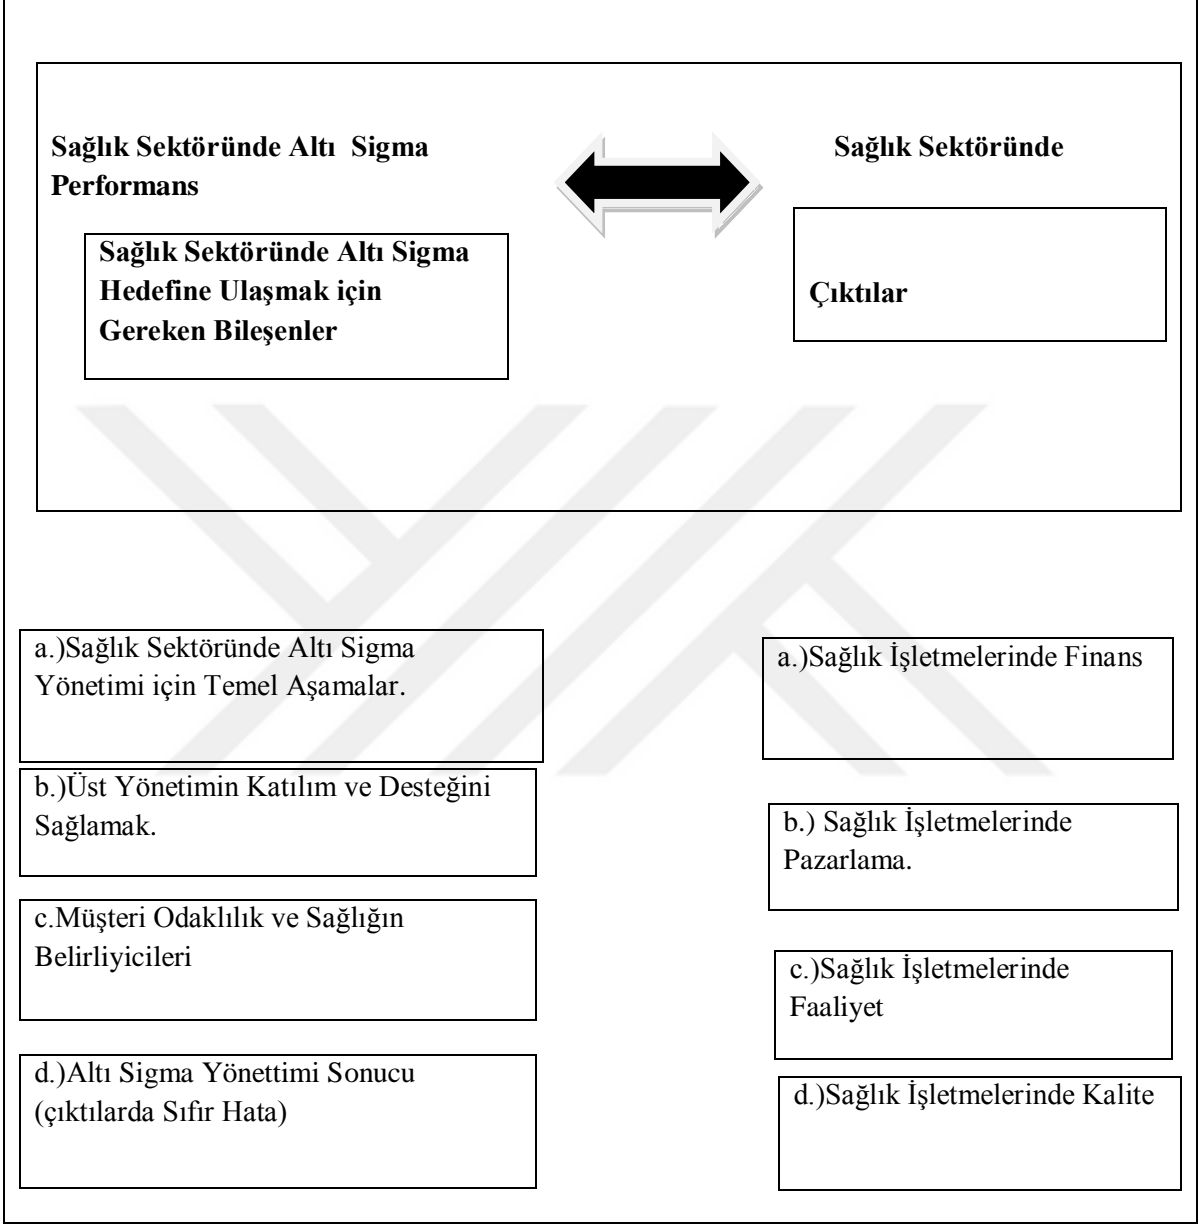 Sağlık Sektöründe Altı  Sigma
Performans
Sağlık Sektöründe Altı Sigma
Hedefine Ulaşmak için
Gereken Bileşenler
Sağlık Sektöründe
Çıktılar
a.)Sağlık Sektöründe Altı Sigma
Yönetimi için Temel Aşamalar.
b.)Üst Yönetimin Katılım ve Desteğini
Sağlamak.
c.Müşteri Odaklılık ve Sağlığın
Belirliyicileri
d.)Altı Sigma Yönettimi Sonucu
(çıktılarda Sıfır Hata)
a.)Sağlık İşletmelerinde Finans
b.) Sağlık İşletmelerinde
Pazarlama.
c.)Sağlık İşletmelerinde
Faaliyet
d.)Sağlık İşletmelerinde Kalite